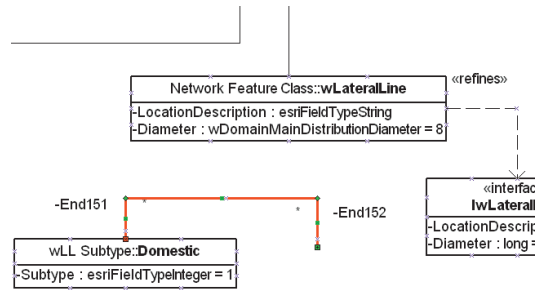 Network Feature Class::wLateralLine
-LocationDescription : esriFieldTypeString
-Diameter : wDomainMainDistributionDiameter = 8
«refines»
-End151
*
*
-End152
wLL Subtype::Domestic
-Subtype : esriFieldTypeInteger = 1
«interfac
IwLateralL
-LocationDescrip
-Diameter : long =